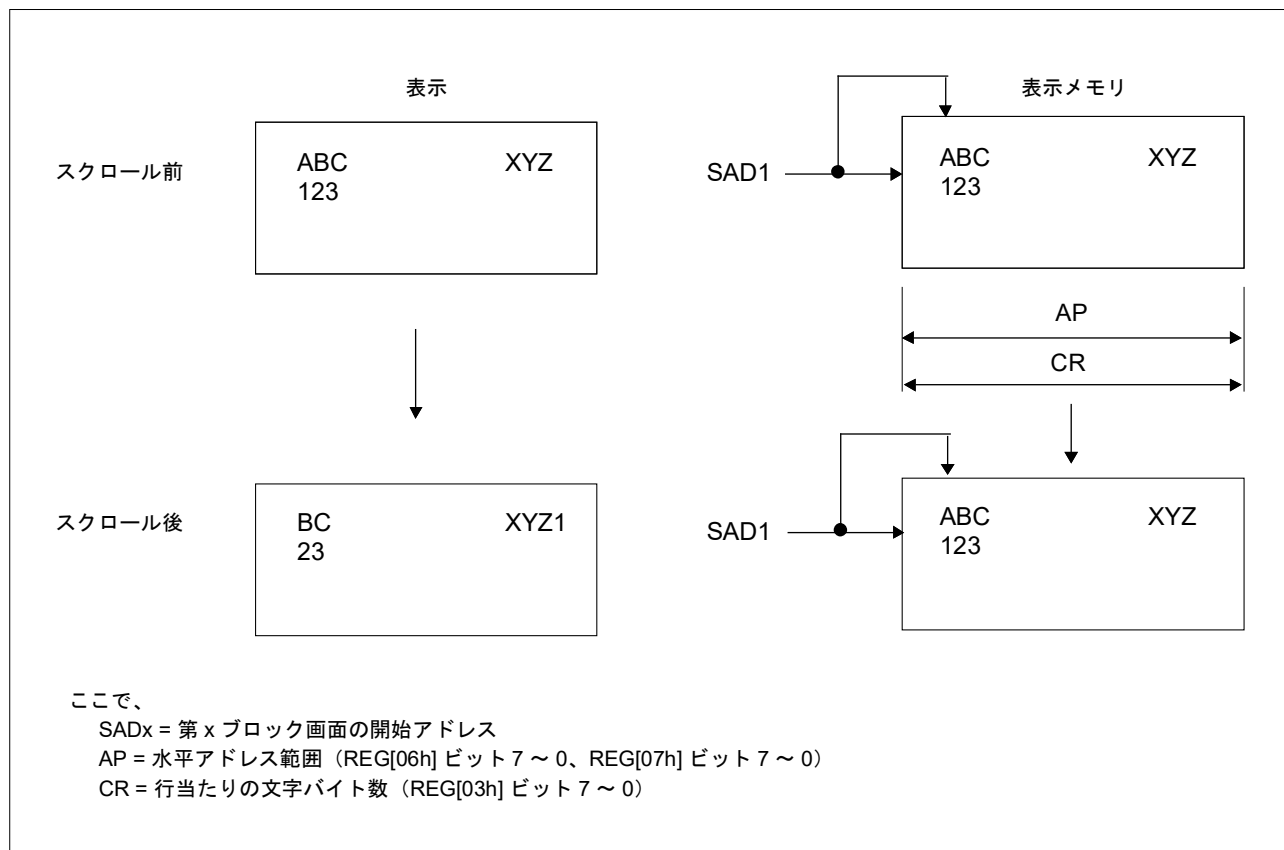 表示
表示メモリ
スクロール前
ABC XYZ
123
SAD1
ABC XYZ
123
AP
CR
スクロール後
BC XYZ1
23
SAD1
ABC XYZ
123
ここで、
SADx = 第 x ブロック画面の開始アドレス
AP = 水平アドレス範囲（REG[06h] ビット 7 ～ 0、REG[07h] ビット 7 ～ 0）
CR = 行当たりの文字バイト数（REG[03h] ビット 7 ～ 0）